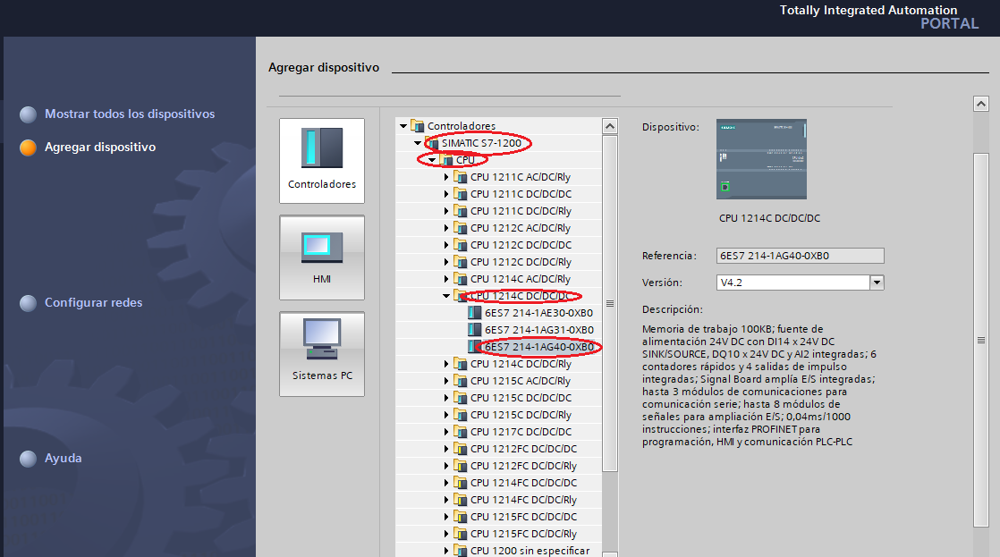 Totally Integrated Automation
PORTAL
Agregar dispositivo
Mostrar todos los dispositivos
Agregar dispositivo
Configurar redes
Ayuda
Controladores
HMI
Sistemas PC
Controladores
SIMATIC S7-1200
CPU
CPU 1211C AC/DC/Rly
CPU 1211C DC/DC/DC
CPU 1211C DC/DC/Rly
CPU 1212C AC/DC/Rly
CPU 1212C DC/DC/DC
CPU 1212C DC/DC/Rly
CPU 1214C AC/DC/Rly
CPU 1214C DC/DC/DC
6ES7 214-1AE30-0XB0
6ES7 214-1AG31-0XB0
6ES7 214-1AG40-0XB0
CPU 1214C DC/DC/Rly
CPU 1215C AC/DC/Rly
CPU 1215C DC/DC/DC
CPU 1215C DC/DC/Rly
CPU 1217C DC/DC/DC
CPU 1212FC DC/DC/DC
CPU 1212FC DC/DC/Rly
CPU 1214FC DC/DC/DC
CPU 1214FC DC/DC/Rly
CPU 1215FC DC/DC/DC
CPU 1215FC DC/DC/Rly
CPU 1200 sin especificar
Dispositivo:
CPU 1214C DC/DC/DC
Referencia:
6ES7 214-1AG40-0XB0
Versión:
V4.2
Descripción:
Memoria de trabajo 100KB; fuente de
alimentación 24V DC con DI14 x 24V DC
SINK/SOURCE, DQ10 x 24V DC y AI2 integradas; 6
contadores rápidos y 4 salidas de impulso
integradas; Signal Board amplía E/S integradas;
hasta 3 módulos de comunicaciones para
comunicación serie; hasta 8 módulos de
señales para ampliación E/S; 0,04ms/1000
instrucciones; interfaz PROFINET para
programación, HMI y comunicación PLC-PLC